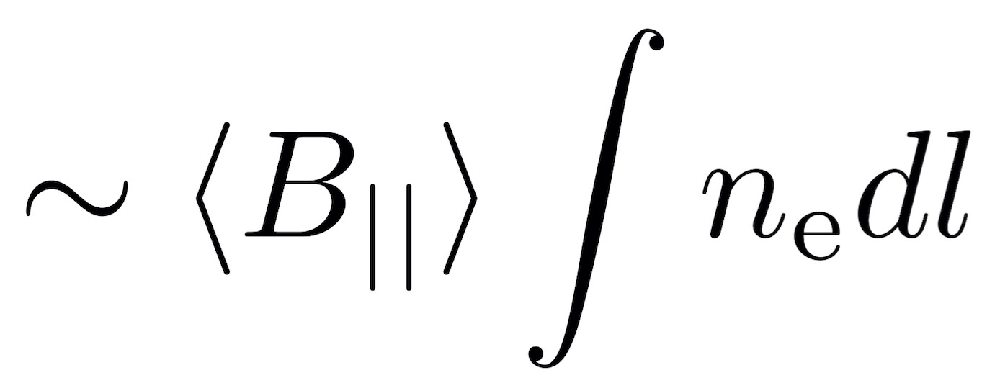 ∼ ⟨B_{||}⟩ ∫ n_e dl